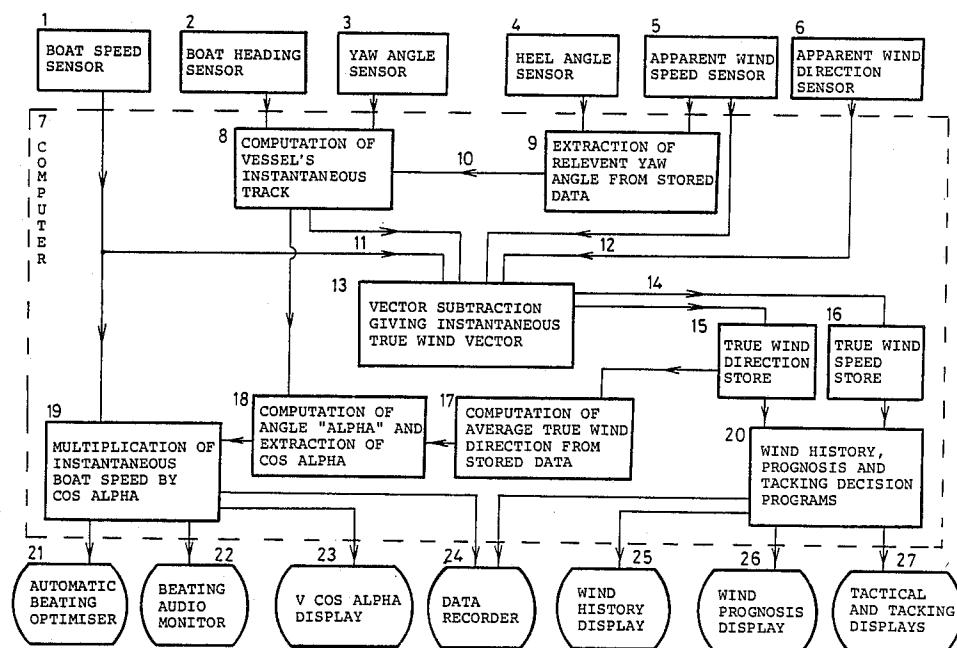 1
BOAT SPEED
SENSOR
2
BOAT HEADING
SENSOR
3
YAW ANGLE
SENSOR
4
HEEL ANGLE
SENSOR
5
APPARENT WIND
SPEED SENSOR
6
APPARENT WIND
DIRECTION
SENSOR
7
COMPUTER
8
COMPUTATION OF
VESSEL'S
INSTANTANEOUS
TRACK
9
EXTRACTION OF
RELEVENT YAW
ANGLE FROM STORED
DATA
10
11
12
13
VECTOR SUBTRACTION
GIVING INSTANTANEOUS
TRUE WIND VECTOR
14
15
TRUE WIND
DIRECTION
STORE
16
TRUE WIND
SPEED
STORE
17
COMPUTATION OF
AVERAGE TRUE WIND
DIRECTION FROM
STORED DATA
18
COMPUTATION OF
ANGLE "ALPHA" AND
EXTRACTION OF
COS ALPHA
19
MULTIPLICATION OF
INSTANTANEOUS
BOAT SPEED BY
COS ALPHA
20
WIND HISTORY,
PROGNOSIS AND
TACKING DECISION
PROGRAMS
21
AUTOMATIC
BEATING
OPTIMISER
22
BEATING
AUDIO
MONITOR
23
V COS ALPHA
DISPLAY
24
DATA
RECORDER
25
WIND
HISTORY
DISPLAY
26
WIND
PROGNOSIS
DISPLAY
27
TACTICAL
AND TACKING
DISPLAYS